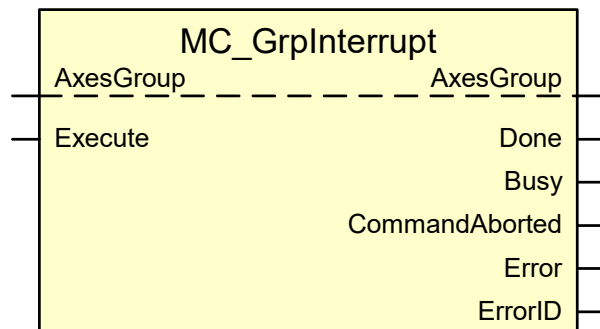 MC_GrpInterrupt
AxesGroup AxesGroup
Execute Done
Busy
CommandAborted
Error
ErrorID